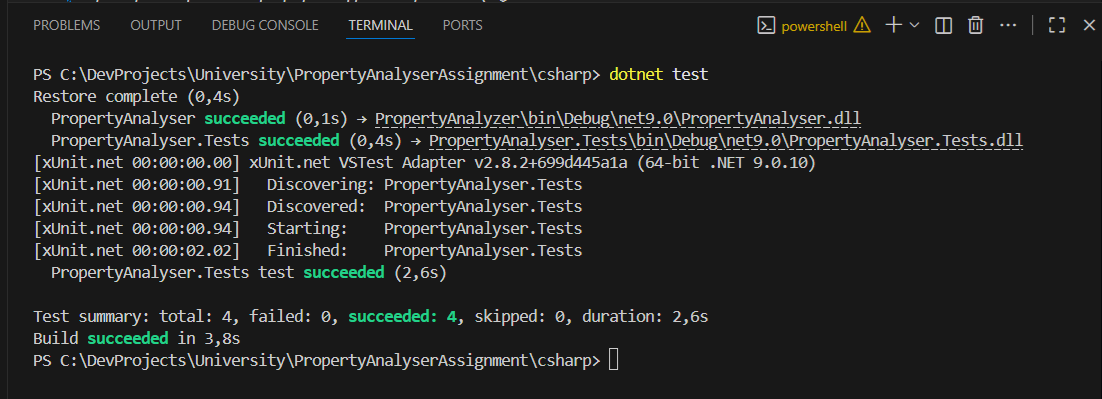 PROBLEMS OUTPUT DEBUG CONSOLE TERMINAL PORTS powershell
PS C:\DevProjects\University\PropertyAnalyserAssignment\csharp> dotnet test
Restore complete (0,4s)
PropertyAnalyser succeeded (0,1s) → PropertyAnalyzer\bin\Debug\net9.0\PropertyAnalyser.dll
PropertyAnalyser.Tests succeeded (0,4s) → PropertyAnalyser.Tests\bin\Debug\net9.0\PropertyAnalyser.Tests.dll
[xUnit.net 00:00:00.00] xUnit.net VSTest Adapter v2.8.2+699d445a1a (64-bit .NET 9.0.10)
[xUnit.net 00:00:00.91]   Discovering: PropertyAnalyser.Tests
[xUnit.net 00:00:00.94]   Discovered:  PropertyAnalyser.Tests
[xUnit.net 00:00:00.94]   Starting:    PropertyAnalyser.Tests
[xUnit.net 00:00:02.02]   Finished:    PropertyAnalyser.Tests
PropertyAnalyser.Tests test succeeded (2,6s)
Test summary: total: 4, failed: 0, succeeded: 4, skipped: 0, duration: 2,6s
Build succeeded in 3,8s
PS C:\DevProjects\University\PropertyAnalyserAssignment\csharp>